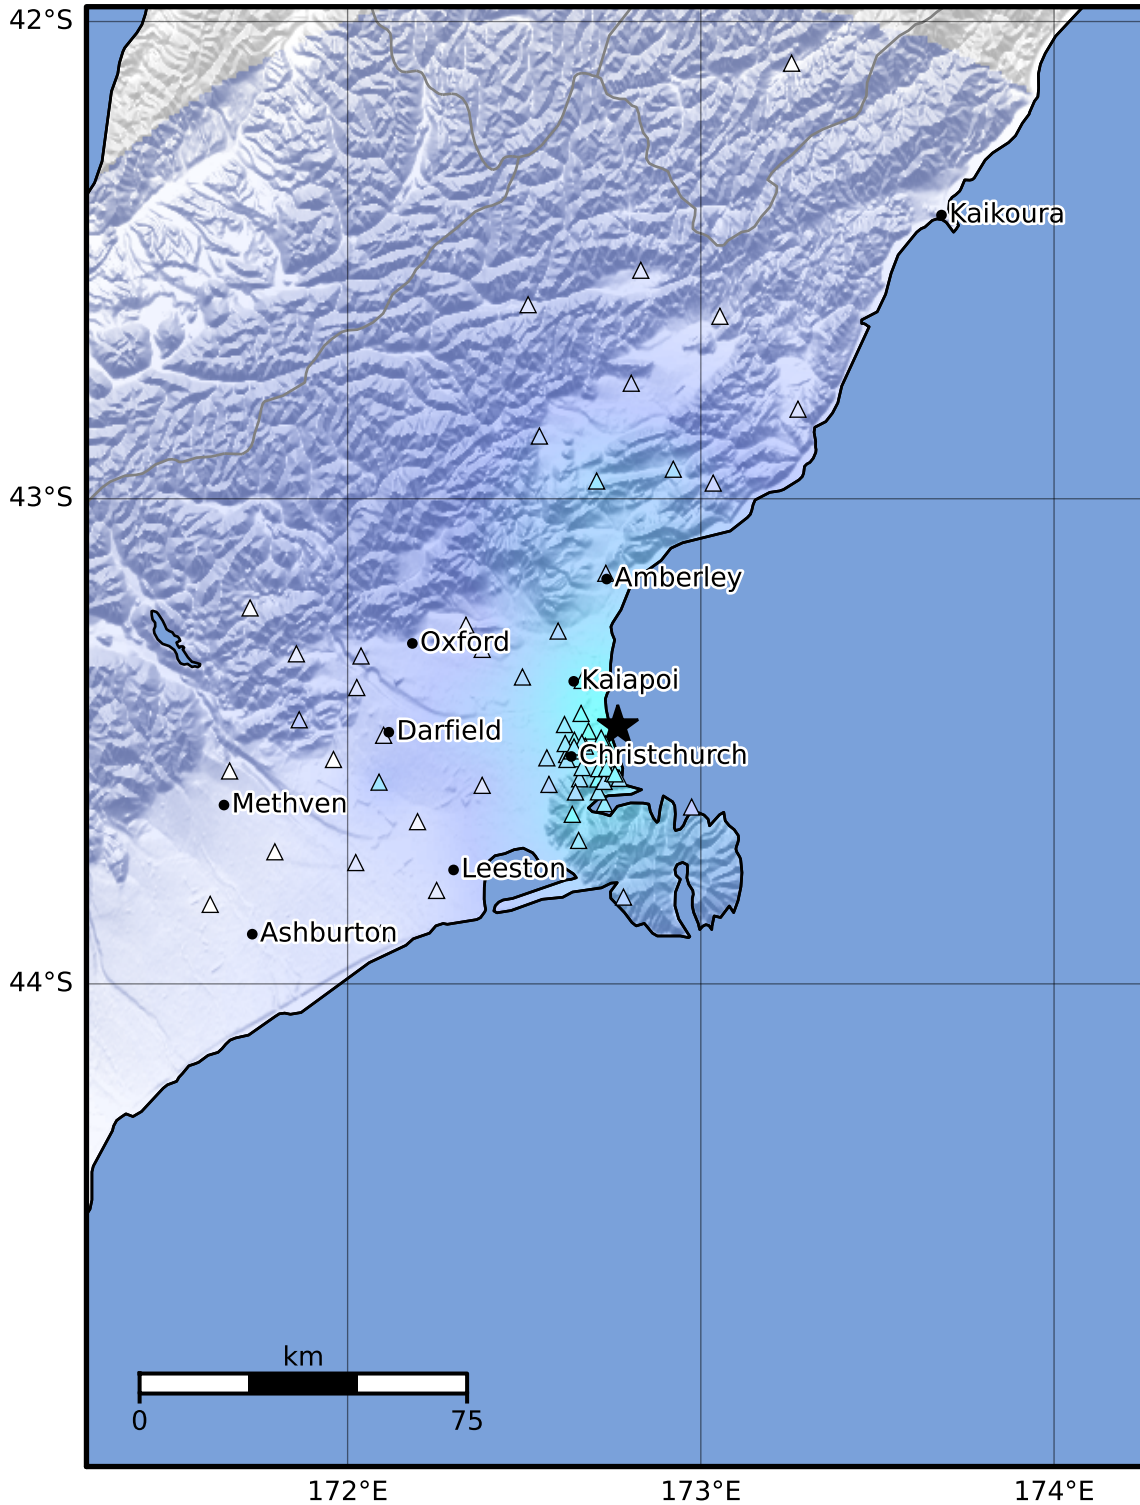 42°S
Kaikoura
43°S
Amberley
Oxford
Kaiapoi
Darfield
Christchurch
Methven
Leeston
Ashburton
44°S
km
0 75
172°E 173°E 174°E